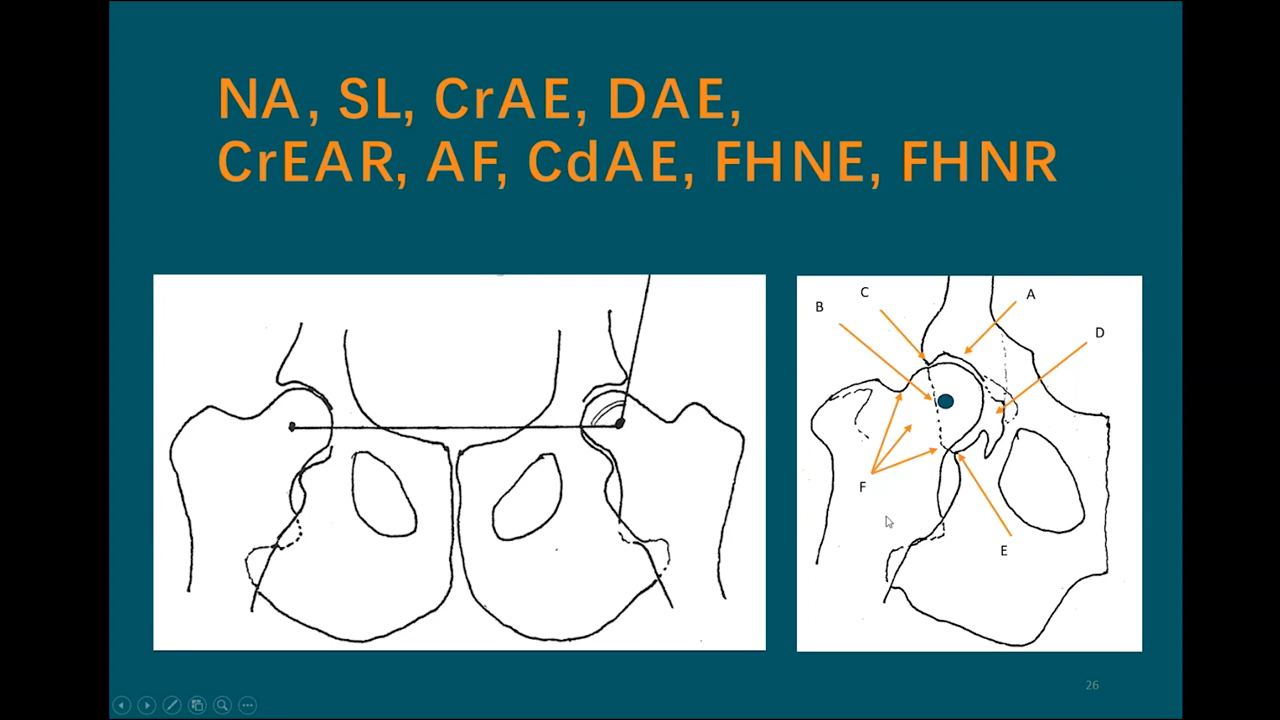 NA, SL, CrAE, DAE,
CrEAR, AF, CdAE, FHNE, FHNR
C
A
B
D
F
E
26